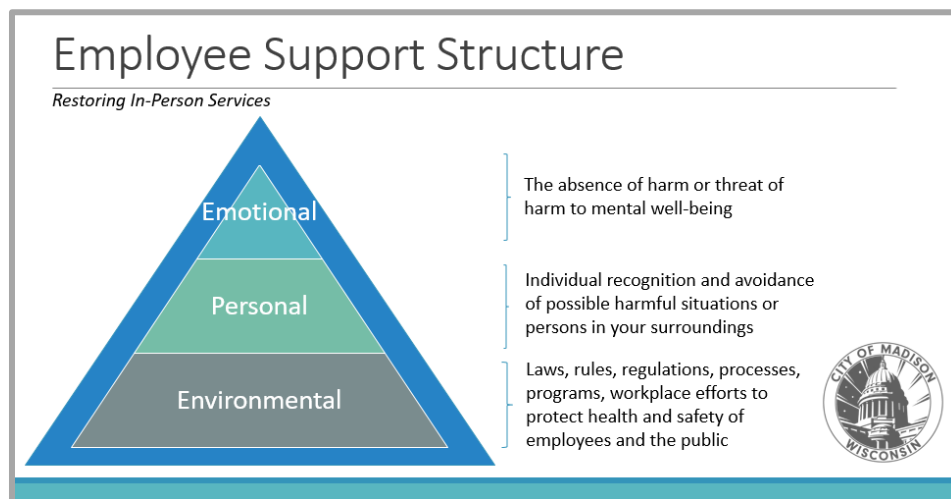 Employee Support Structure
Restoring In-Person Services
Emotional
The absence of harm or threat of
harm to mental well-being
Personal
Individual recognition and avoidance
of possible harmful situations or
persons in your surroundings
Environmental
Laws, rules, regulations, processes,
programs, workplace efforts to
protect health and safety of
employees and the public
CITY OF MADISON
WISCONSIN